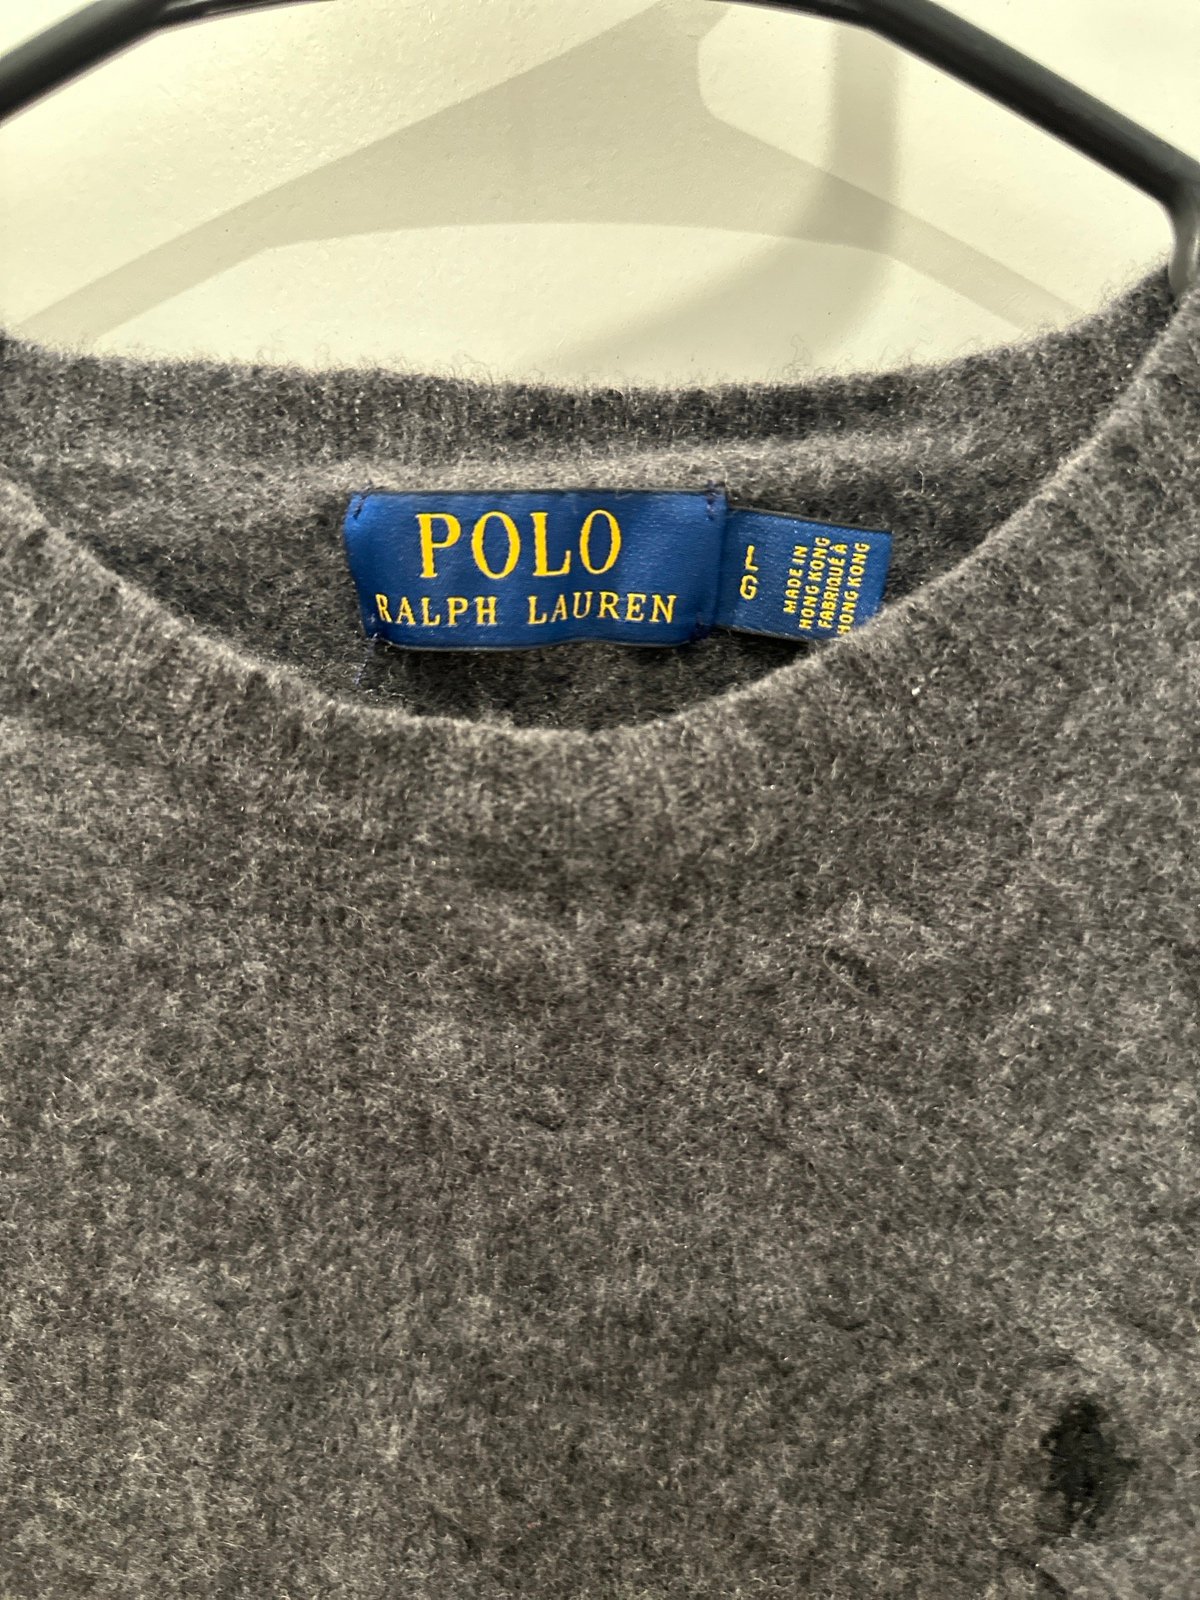 POLO
RALPH LAUREN
L
G
MADE IN
HONG KONG
FABRIQUÉ À
HONG KONG